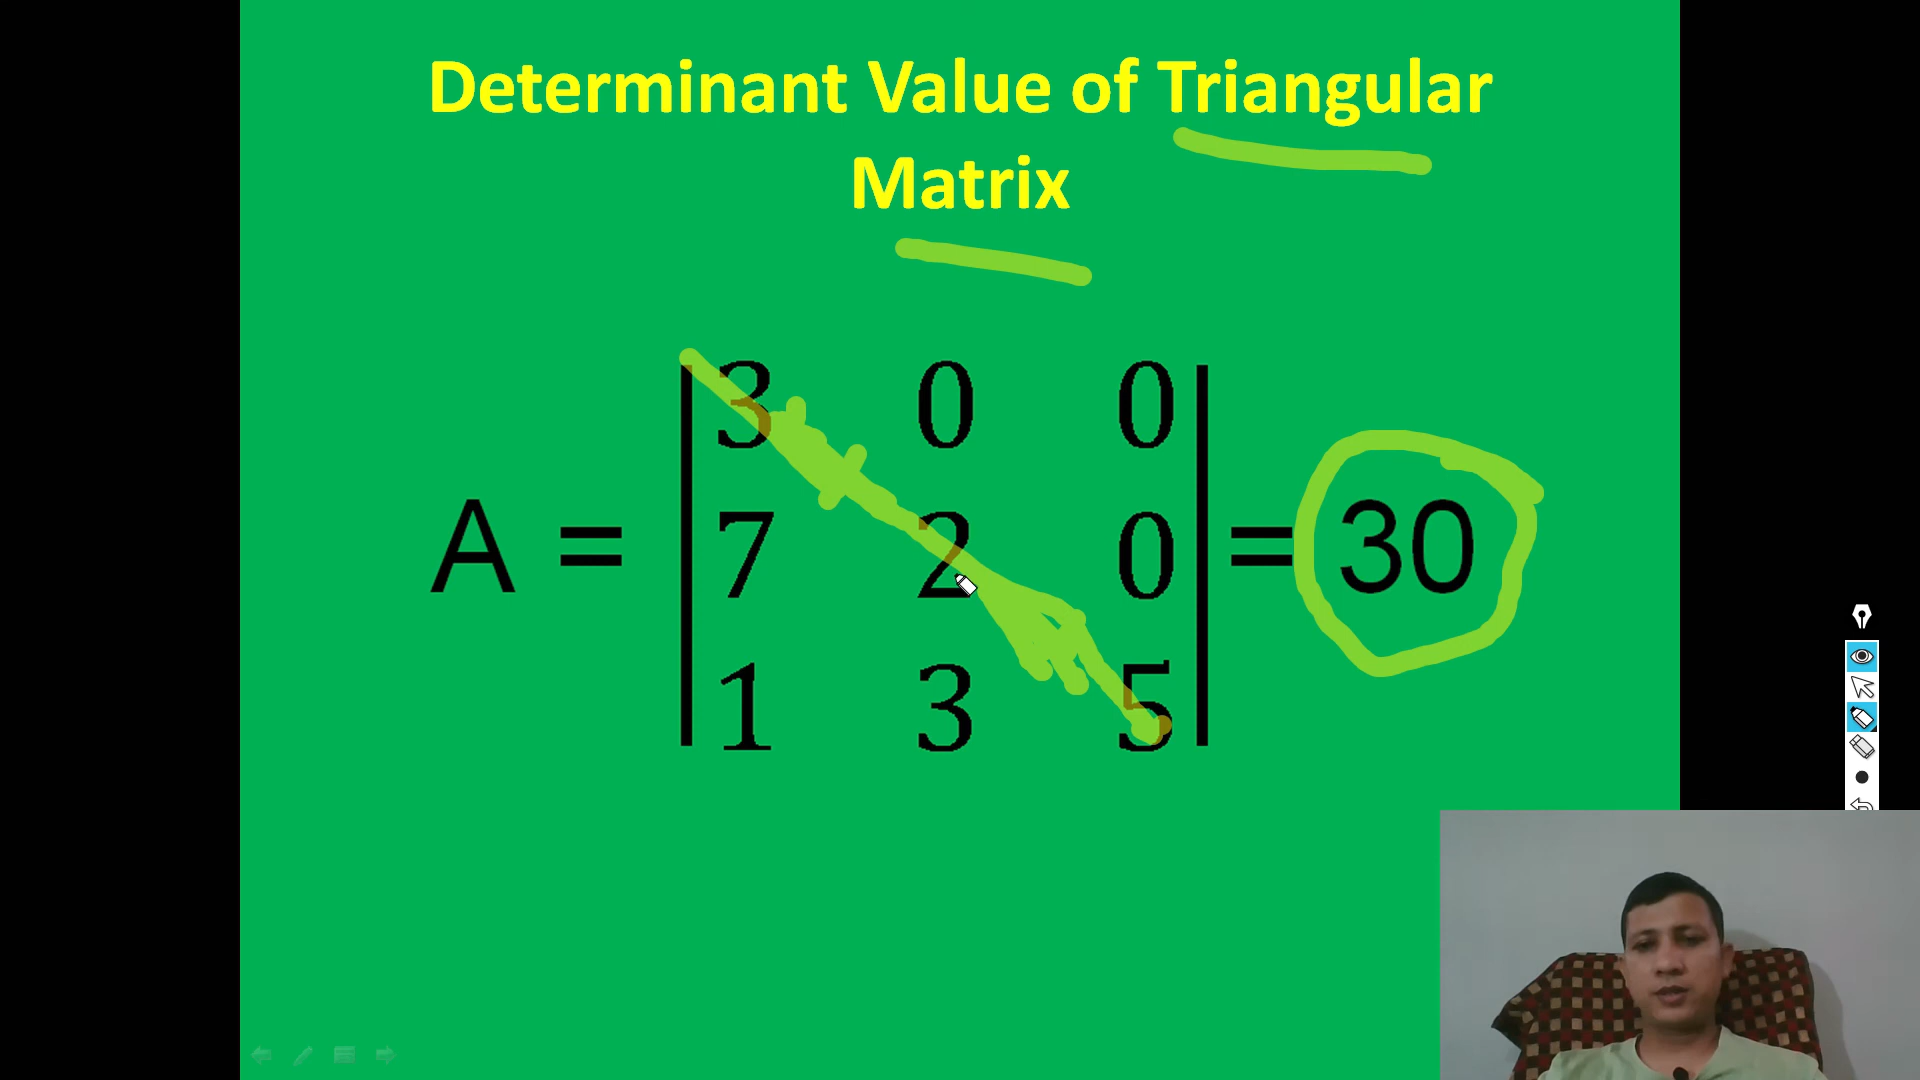 Determinant Value of Triangular
Matrix
3 0 0
A = 7 2 0 = 30
1 3 5